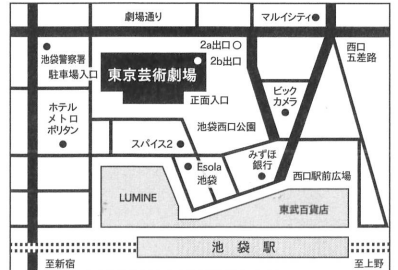 劇場通り
マルイシティ
2a出口
2b出口
西口
五差路
池袋警察署
駐車場入口
東京芸術劇場
正面入口
ビック
カメラ
ホテル
メトロ
ポリタン
池袋西口公園
スパイス2
Esola
池袋
みずほ
銀行
西口駅前広場
LUMINE
東武百貨店
池袋駅
至新宿
至上野